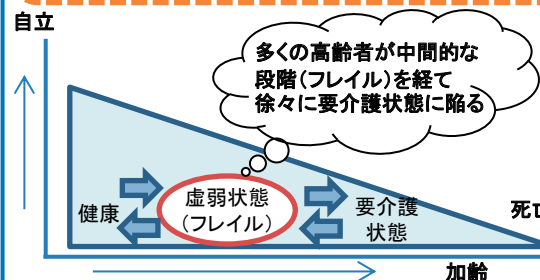 自立
多くの高齢者が中間的な
段階(フレイル)を経て
徐々に要介護状態に陥る
健康
虚弱状態
(フレイル)
要介護
状態
死亡
加齢